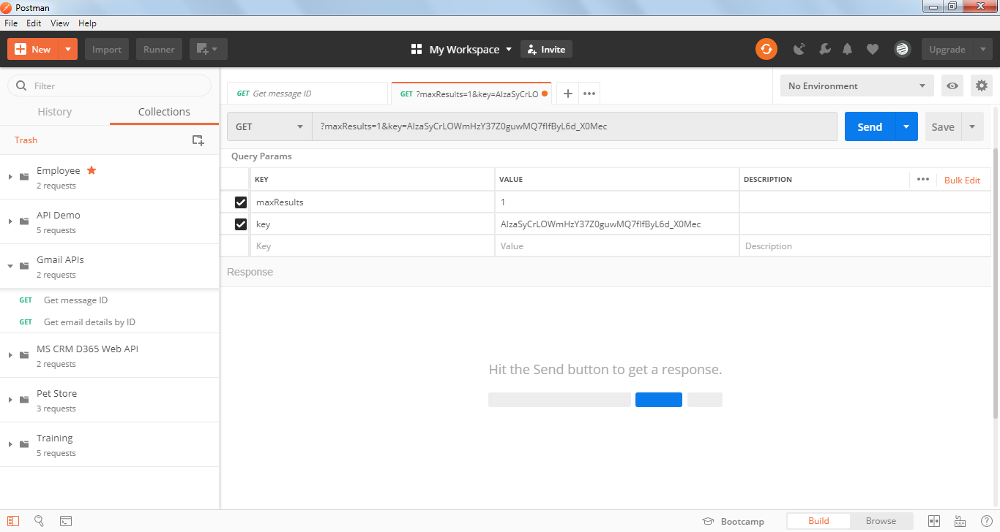 Postman
File Edit View Help
New Import Runner My Workspace Invite Upgrade
Filter
History Collections
Trash
Employee
2 requests
API Demo
5 requests
Gmail APIs
2 requests
GET Get message ID
GET Get email details by ID
MS CRM D365 Web API
2 requests
Pet Store
3 requests
Training
5 requests
GET Get message ID GET ?maxResults=1&key=AIzaSyCrLO No Environment
GET ?maxResults=1&key=AIzaSyCrLOWmHzY37Z0guwMQ7fIfByL6d_X0Mec Send Save
Query Params
KEY VALUE DESCRIPTION Bulk Edit
maxResults 1
key AIzaSyCrLOWmHzY37Z0guwMQ7fIfByL6d_X0Mec
Key Value Description
Response
Hit the Send button to get a response.
Bootcamp Build Browse